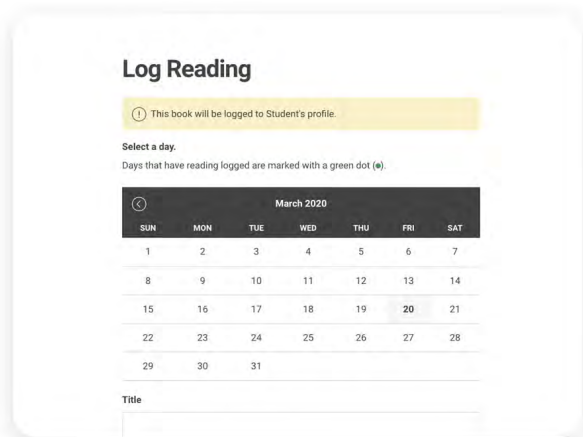 Log Reading
! This book will be logged to Student's profile.
Select a day.
Days that have reading logged are marked with a green dot (●).
March 2020
SUN MON TUE WED THU FRI SAT
1 2 3 4 5 6 7
8 9 10 11 12 13 14
15 16 17 18 19 20 21
22 23 24 25 26 27 28
29 30 31
Title